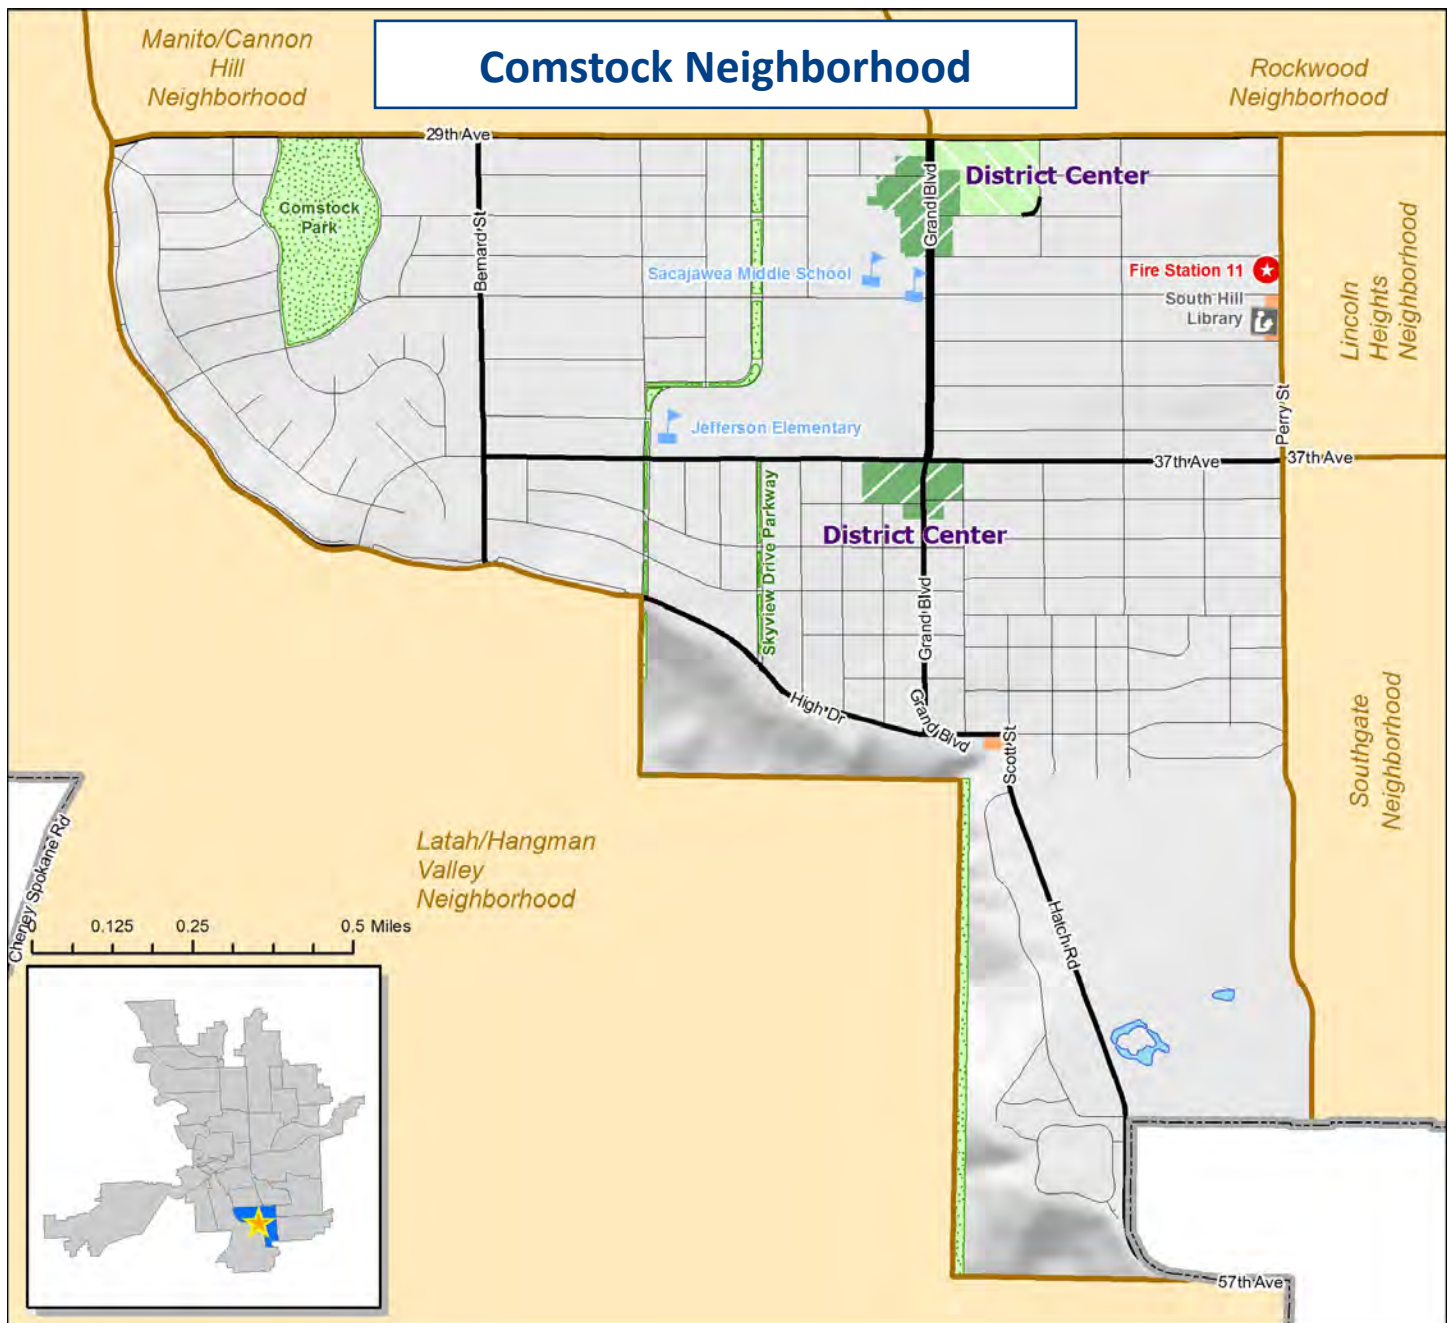 Comstock Neighborhood
Manito/Cannon
Hill
Neighborhood
Rockwood
Neighborhood
29th Ave
District Center
Comstock
Park
Bernard St
Grand Blvd
Sacajawea Middle School
Fire Station 11
South Hill
Library
Lincoln
Heights
Neighborhood
Perry St
Jefferson Elementary
37th Ave
37th Ave
Skyview Drive Parkway
District Center
Grand Blvd
High Dr
Grand Blvd
Scott St
Southgate
Neighborhood
Cheney Spokane Rd
Latah/Hangman
Valley
Neighborhood
Hatch Rd
0 0.125 0.25 0.5 Miles
57th Ave